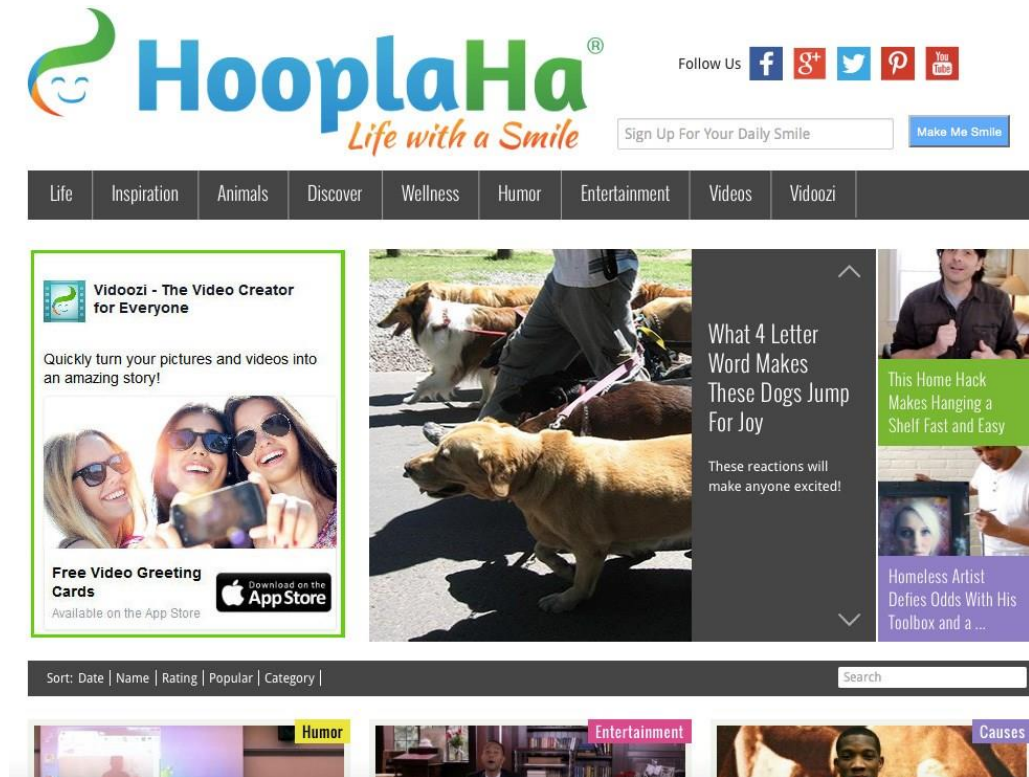 HooplaHa®
Life with a Smile
Follow Us
f
g+
You
Tube
Sign Up For Your Daily Smile
Make Me Smile
Life
Inspiration
Animals
Discover
Wellness
Humor
Entertainment
Videos
Vidoozi
Vidoozi - The Video Creator
for Everyone
Quickly turn your pictures and videos into
an amazing story!
Free Video Greeting
Cards
Available on the App Store
Download on the
App Store
What 4 Letter
Word Makes
These Dogs Jump
For Joy
These reactions will
make anyone excited!
This Home Hack
Makes Hanging a
Shelf Fast and Easy
Homeless Artist
Defies Odds With His
Toolbox and a ...
Sort: Date | Name | Rating | Popular | Category |
Search
Humor
Entertainment
Causes